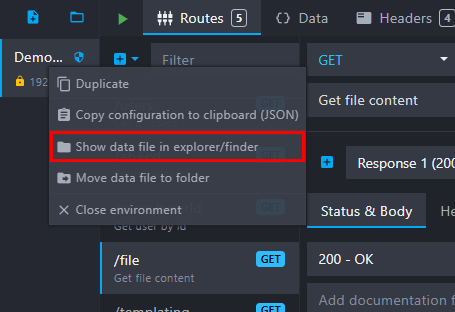 Routes 5
Data
Headers 4
Demo...
192
Filter
GET
Duplicate
Copy configuration to clipboard (JSON)
Show data file in explorer/finder
Move data file to folder
Close environment
Get file content
Response 1 (200
Get user by id
Status & Body
He
/file GET
Get file content
200 - OK
Add documentation f
/templating